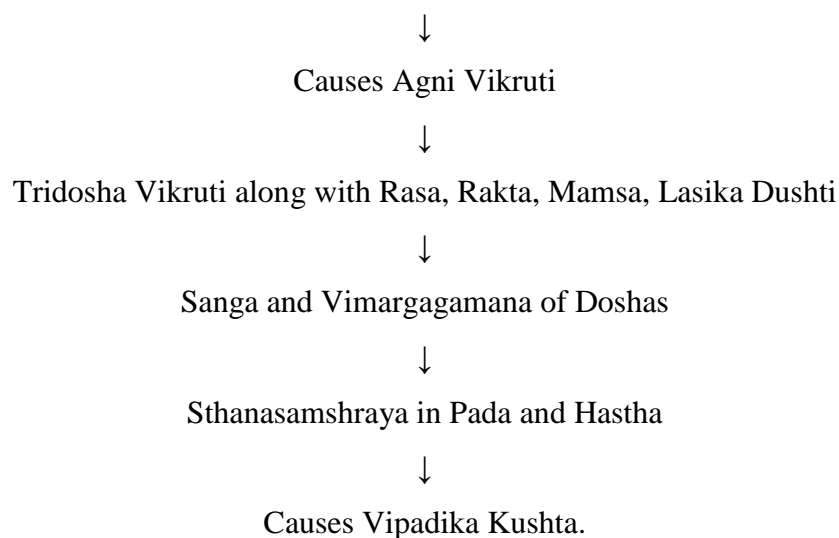 ↓
Causes Agni Vikruti
↓
Tridosha Vikruti along with Rasa, Rakta, Mamsa, Lasika Dushti
↓
Sanga and Vimargagamana of Doshas
↓
Sthanasamshraya in Pada and Hastha
↓
Causes Vipadika Kushta.